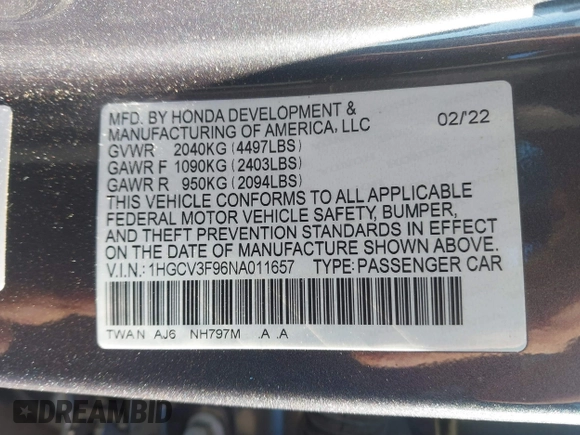 MFD. BY HONDA DEVELOPMENT & 02/'22
MANUFACTURING OF AMERICA, LLC
GVWR 2040KG (4497LBS)
GAWR F 1090KG (2403LBS)
GAWR R 950KG (2094LBS)
THIS VEHICLE CONFORMS TO ALL APPLICABLE
FEDERAL MOTOR VEHICLE SAFETY, BUMPER,
AND THEFT PREVENTION STANDARDS IN EFFECT
ON THE DATE OF MANUFACTURE SHOWN ABOVE.
V.I.N.: 1HGCV3F96NA011657 TYPE: PASSENGER CAR
TWA N AJ6 NH797M .A .A
DREAMBID